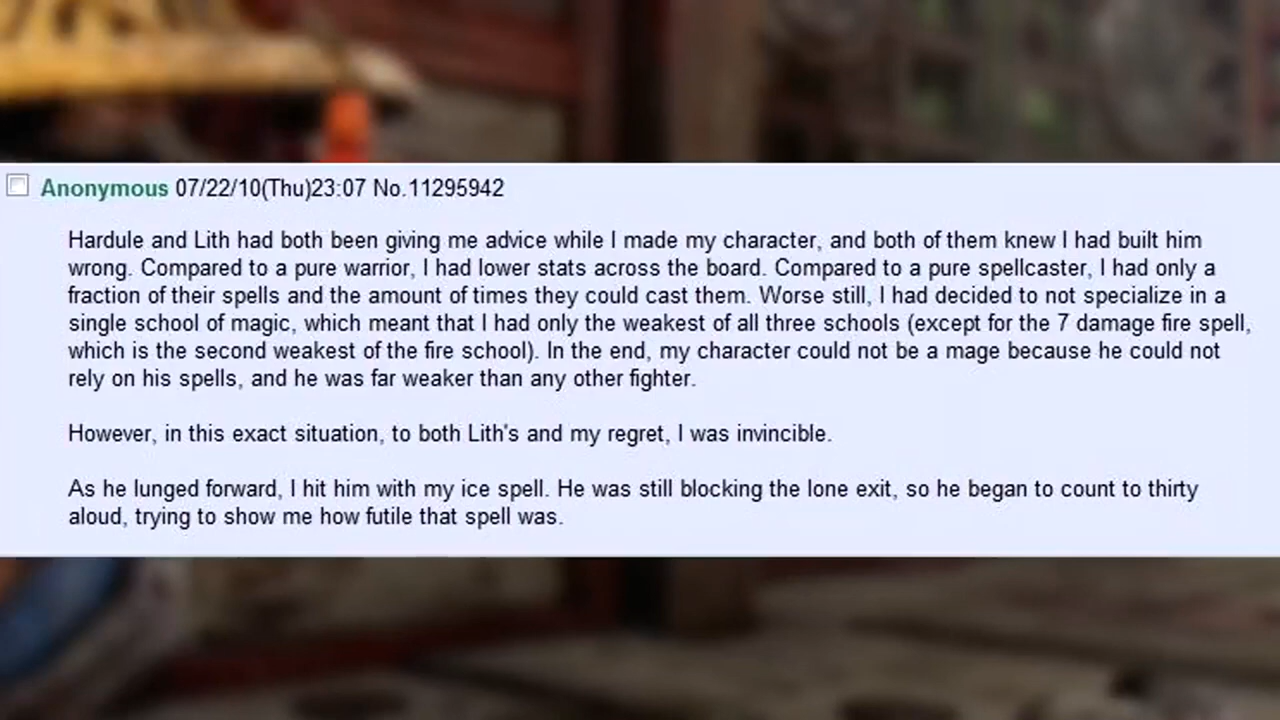 Anonymous 07/22/10(Thu)23:07 No.11295942
Hardule and Lith had both been giving me advice while I made my character, and both of them knew I had built him
wrong. Compared to a pure warrior, I had lower stats across the board. Compared to a pure spellcaster, I had only a
fraction of their spells and the amount of times they could cast them. Worse still, I had decided to not specialize in a
single school of magic, which meant that I had only the weakest of all three schools (except for the 7 damage fire spell,
which is the second weakest of the fire school). In the end, my character could not be a mage because he could not
rely on his spells, and he was far weaker than any other fighter.
However, in this exact situation, to both Lith's and my regret, I was invincible.
As he lunged forward, I hit him with my ice spell. He was still blocking the lone exit, so he began to count to thirty
aloud, trying to show me how futile that spell was.